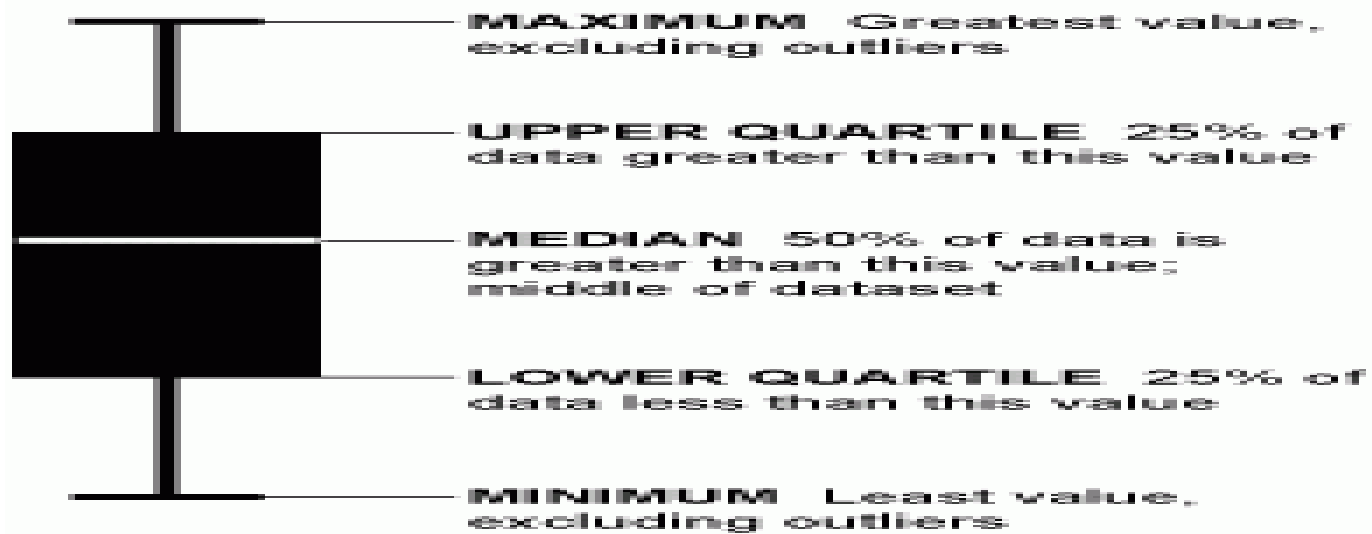 MAXIMUM Greatest value,
excluding outliers
UPPER QUARTILE 25% of
data greater than this value
MEDIAN 50% of data is
greater than this value;
middle of dataset
LOWER QUARTILE 25% of
data less than this value
MINIMUM Least value,
excluding outliers